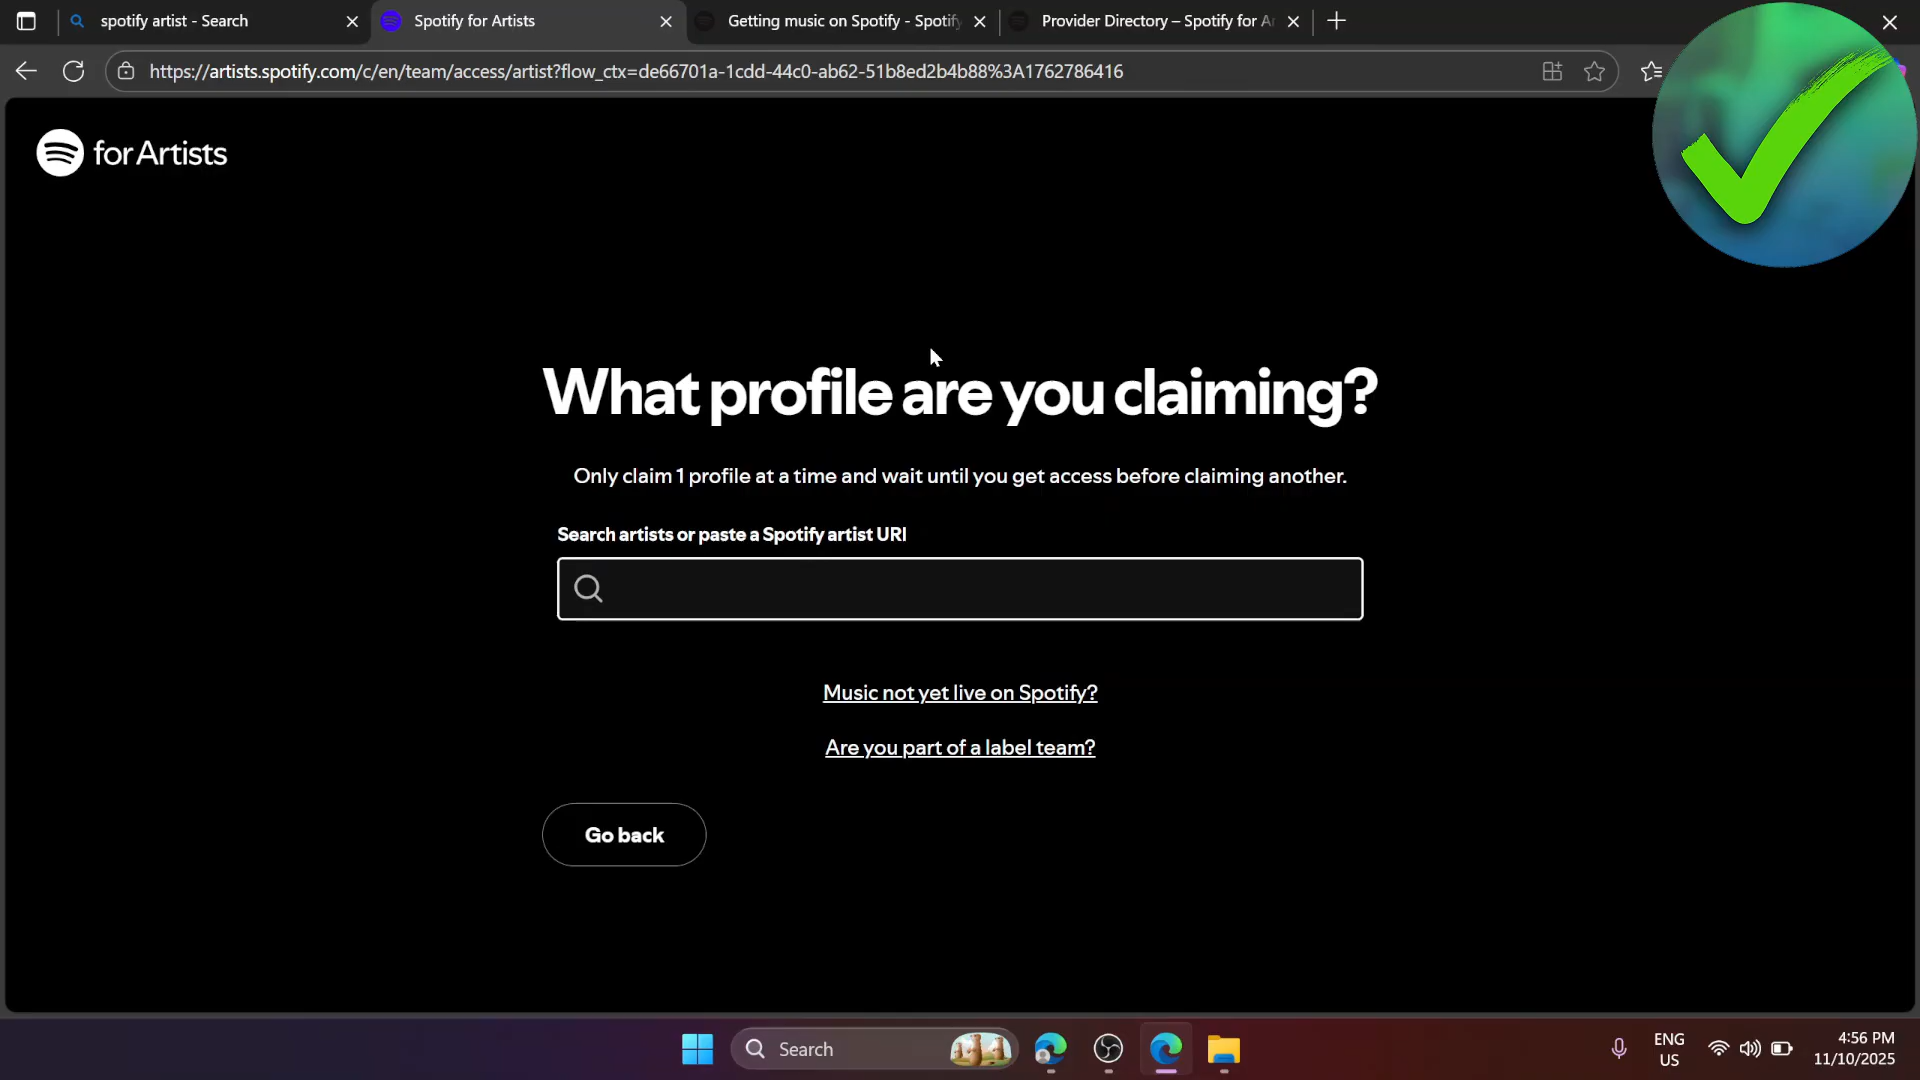 spotify artist - Search
Spotify for Artists
Getting music on Spotify - Spotify
Provider Directory – Spotify for A
https://artists.spotify.com/c/en/team/access/artist?flow_ctx=de66701a-1cdd-44c0-ab62-51b8ed2b4b88%3A1762786416
for Artists
What profile are you claiming?
Only claim 1 profile at a time and wait until you get access before claiming another.
Search artists or paste a Spotify artist URI
Music not yet live on Spotify?
Are you part of a label team?
Go back
Search
ENG
US
4:56 PM
11/10/2025